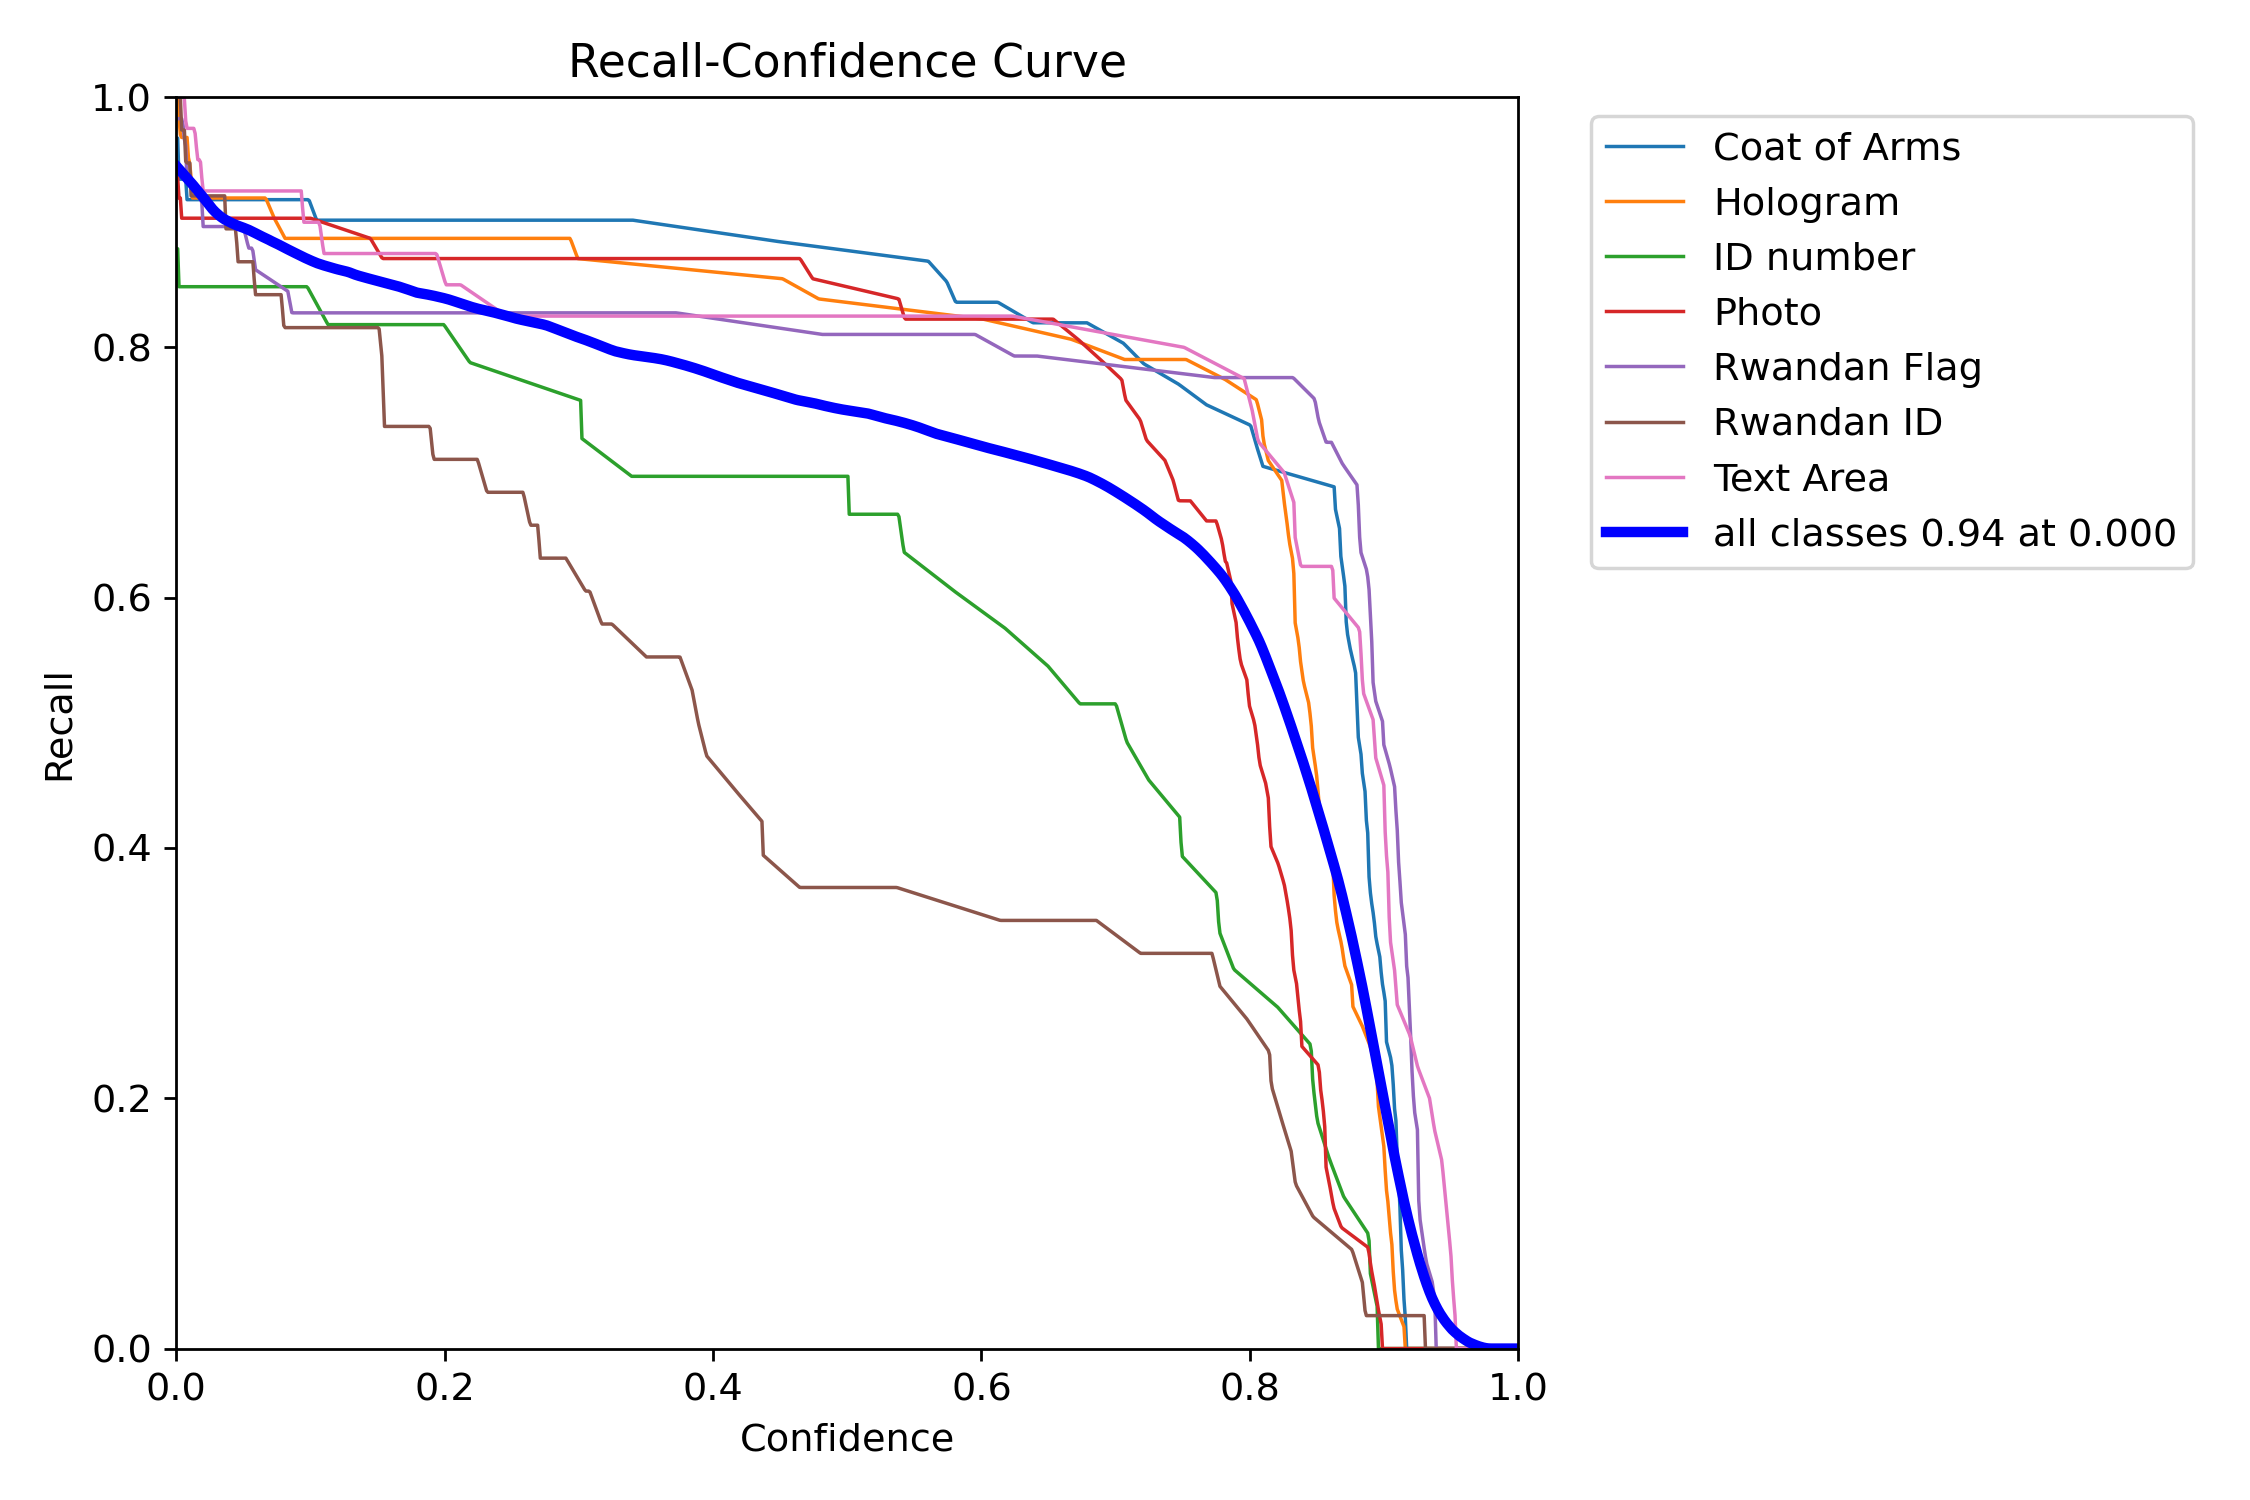 Recall-Confidence Curve
1.0
0.8
0.6
0.4
0.2
0.0
Recall
0.0 0.2 0.4 0.6 0.8 1.0
Confidence
Coat of Arms
Hologram
ID number
Photo
Rwandan Flag
Rwandan ID
Text Area
all classes 0.94 at 0.000